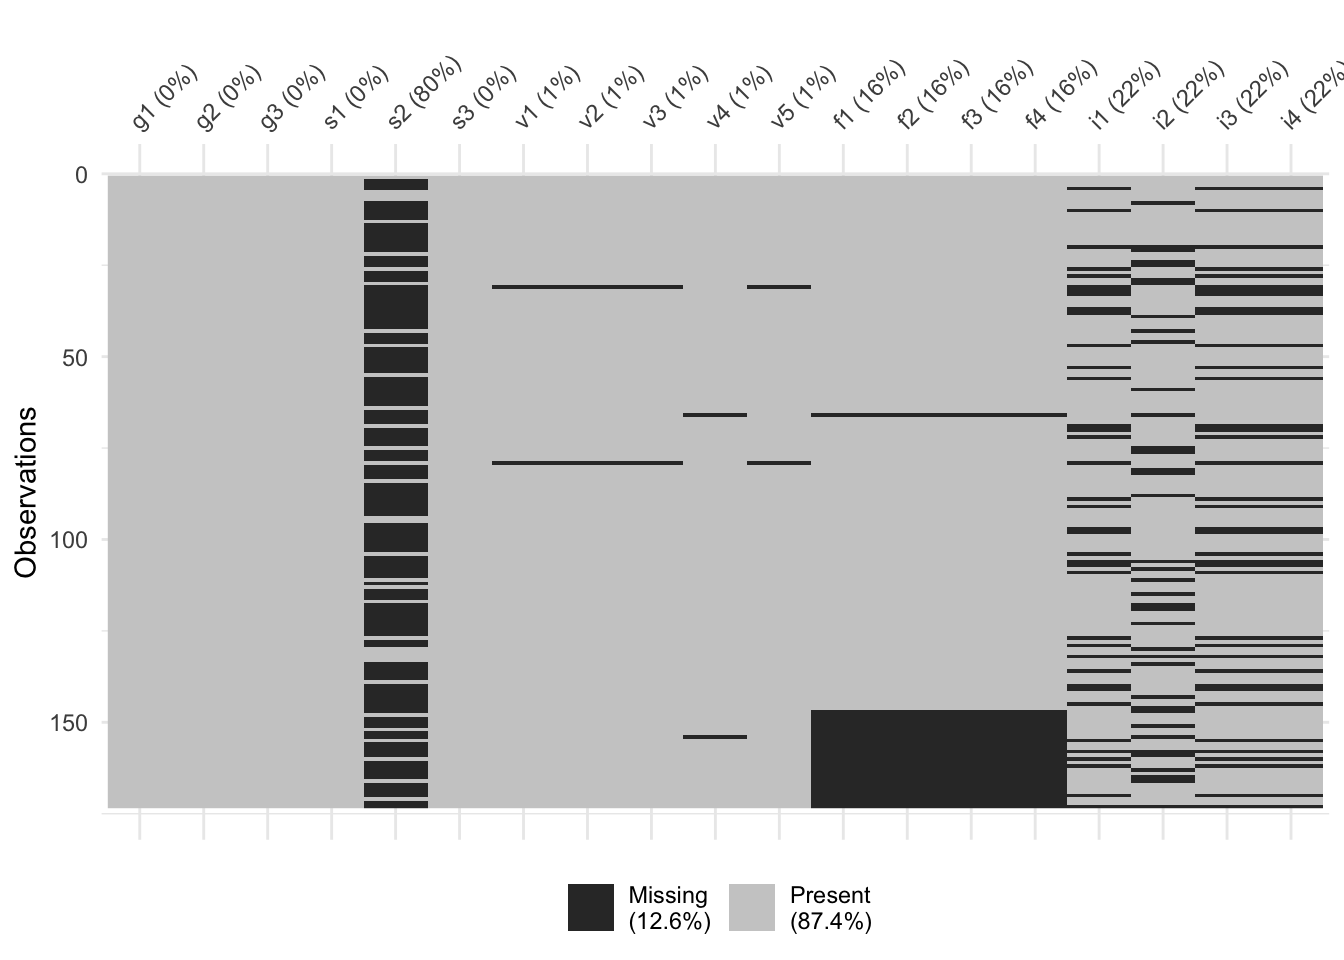 g1 (0%)
g2 (0%)
g3 (0%)
s1 (0%)
s2 (80%)
s3 (0%)
v1 (1%)
v2 (1%)
v3 (1%)
v4 (1%)
v5 (1%)
f1 (16%)
f2 (16%)
f3 (16%)
f4 (16%)
i1 (22%)
i2 (22%)
i3 (22%)
i4 (22%
0
50
100
150
Observations
Missing
(12.6%)
Present
(87.4%)